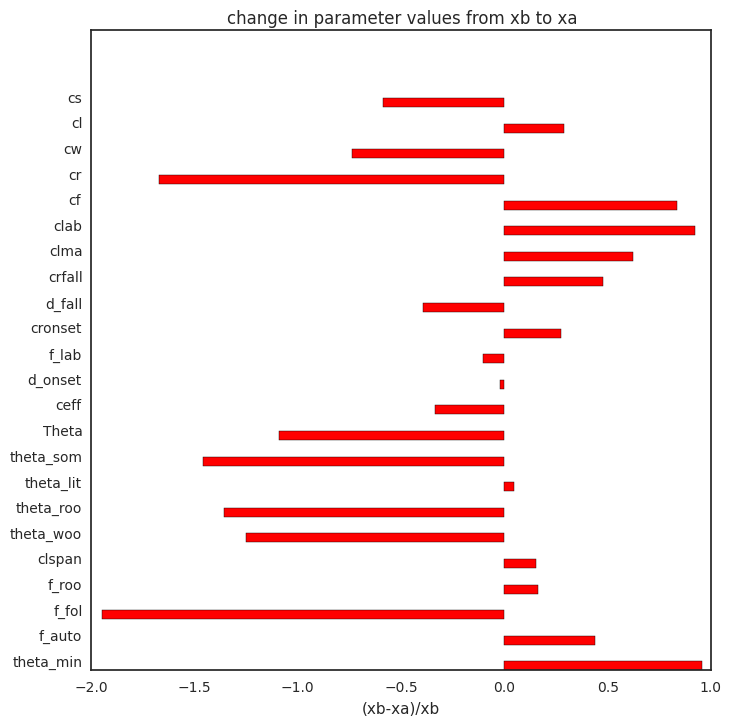 change in parameter values from xb to xa
cs
cl
cw
cr
cf
clab
clma
crfall
d_fall
cronset
f_lab
d_onset
ceff
Theta
theta_som
theta_lit
theta_roo
theta_woo
clspan
f_roo
f_fol
f_auto
theta_min
−2.0 −1.5 −1.0 −0.5 0.0 0.5 1.0
(xb-xa)/xb